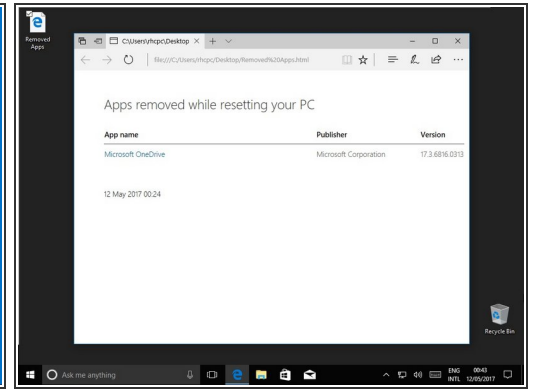 Removed
Apps
C:\Users\rhcpc\Desktop
file:///C:/Users/rhcpc/Desktop/Removed%20Apps.html
Apps removed while resetting your PC
App name Publisher Version
Microsoft OneDrive Microsoft Corporation 17.3.6816.0313
12 May 2017 00:24
Recycle Bin
Ask me anything
ENG 00:43
INTL 12/05/2017